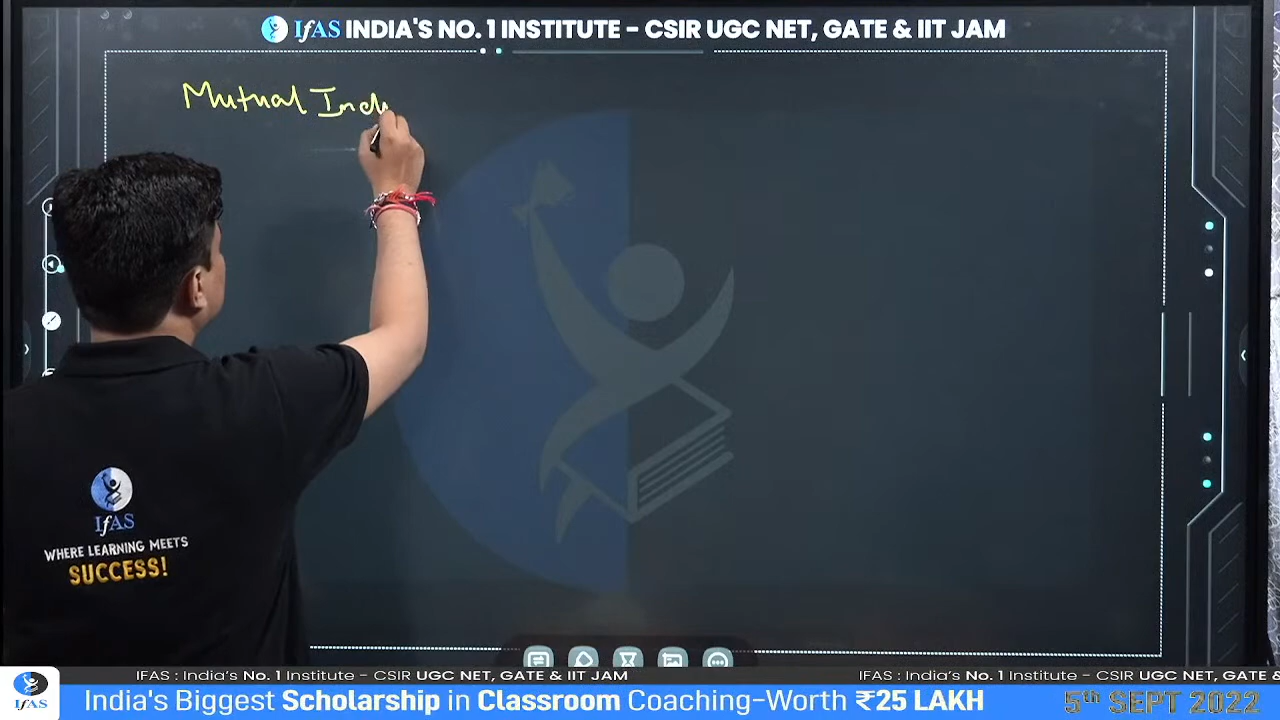 IfAS INDIA'S NO. 1 INSTITUTE - CSIR UGC NET, GATE & IIT JAM
Mutual Indu
IfAS
WHERE LEARNING MEETS
SUCCESS!
IFAS : India's No. 1 Institute - CSIR UGC NET, GATE & IIT JAM
IFAS : India's No. 1 Institute - CSIR UGC NET, GATE &
IfAS
India's Biggest Scholarship in Classroom Coaching-Worth ₹25 LAKH
5th SEPT 2022